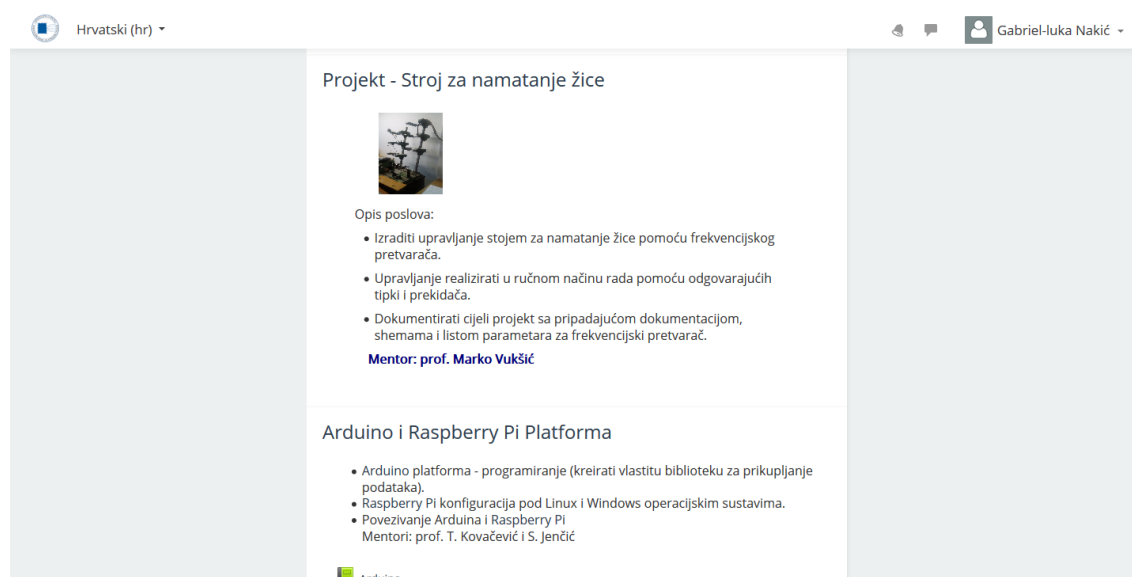 Hrvatski (hr)
Gabriel-luka Nakić
Projekt - Stroj za namatanje žice
Opis poslova:
Izraditi upravljanje stojem za namatanje žice pomoću frekvencijskog
pretvarača.
Upravljanje realizirati u ručnom načinu rada pomoću odgovarajućih
tipki i prekidača.
Dokumentirati cijeli projekt sa pripadajućom dokumentacijom,
shemama i listom parametara za frekvencijski pretvarač.
Mentor: prof. Marko Vukšić
Arduino i Raspberry Pi Platforma
Arduino platforma - programiranje (kreirati vlastitu biblioteku za prikupljanje
podataka).
Raspberry Pi konfiguracija pod Linux i Windows operacijskim sustavima.
Povezivanje Arduina i Raspberry Pi
Mentori: prof. T. Kovačević i S. Jenčić